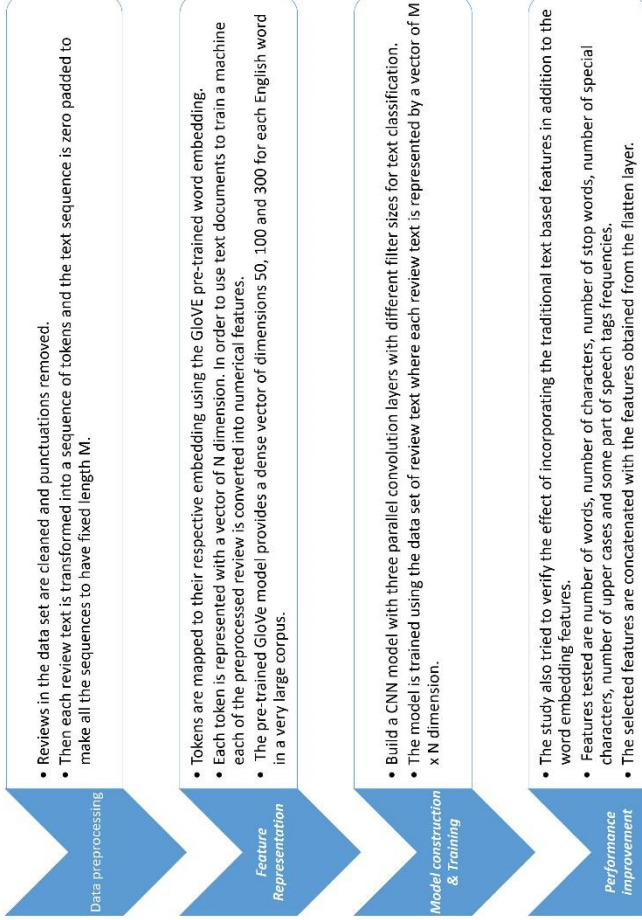 Data preprocessing
• Reviews in the data set are cleaned and punctuations removed.
• Then each review text is transformed into a sequence of tokens and the text sequence is zero padded to
make all the sequences to have fixed length M.
Feature
Representation
• Tokens are mapped to their respective embedding using the GloVE pre-trained word embedding.
• Each token is represented with a vector of N dimension. In order to use text documents to train a machine
each of the preprocessed review is converted into numerical features.
• The pre-trained GloVe model provides a dense vector of dimensions 50, 100 and 300 for each English word
in a very large corpus.
Model construction
& Training
• Build a CNN model with three parallel convolution layers with different filter sizes for text classification.
• The model is trained using the data set of review text where each review text is represented by a vector of M
x N dimension.
Performance
improvement
• The study also tried to verify the effect of incorporating the traditional text based features in addition to the
word embedding features.
• Features tested are number of words, number of characters, number of stop words, number of special
characters, number of upper cases and some part of speech tags frequencies.
• The selected features are concatenated with the features obtained from the flatten layer.